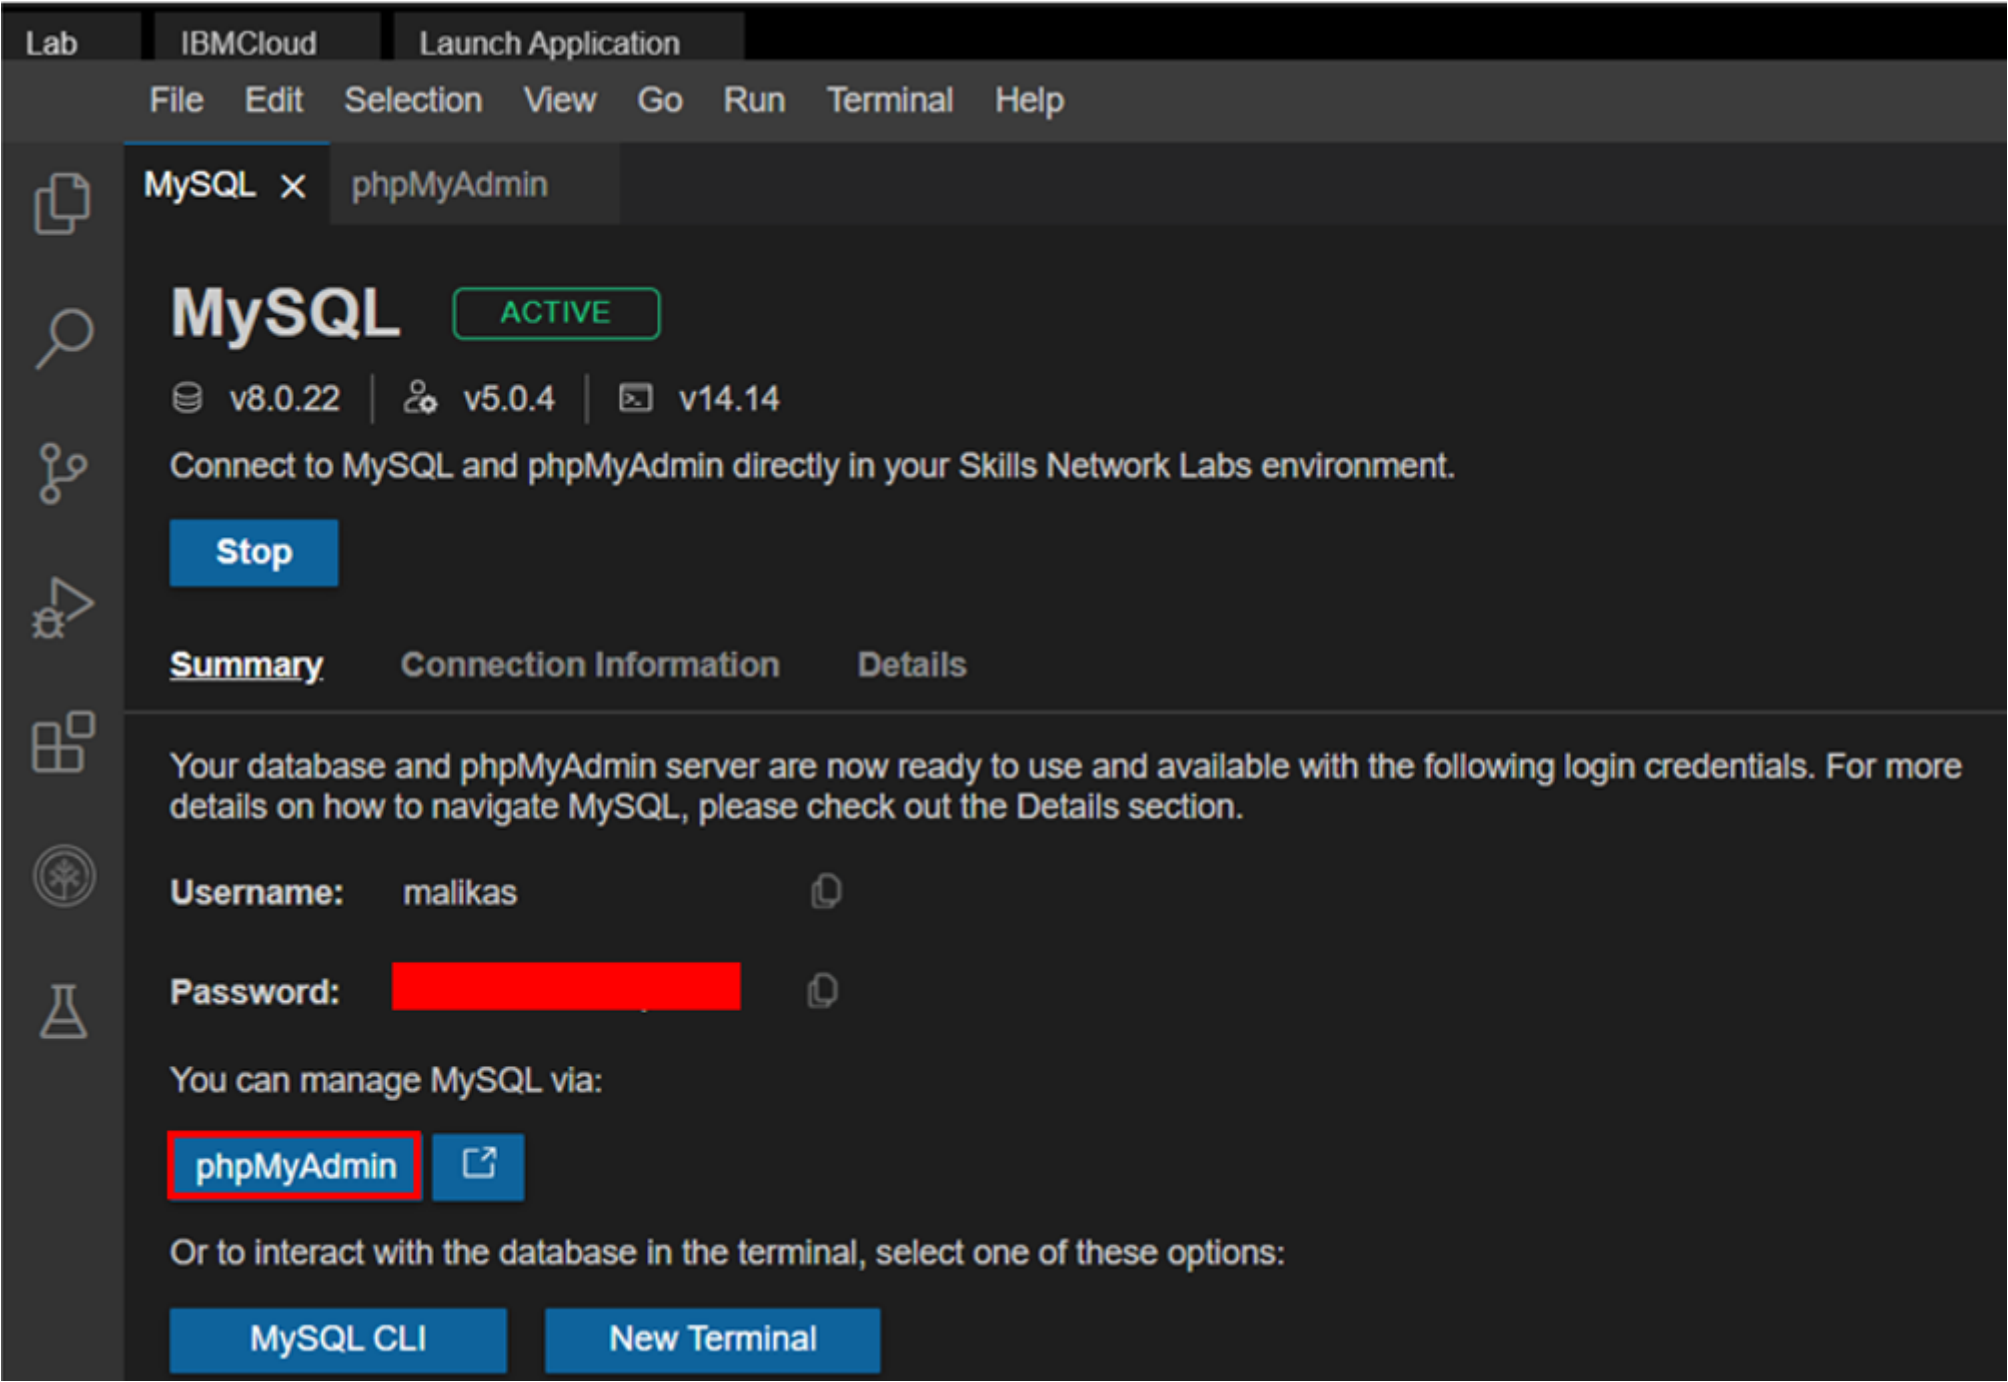 Lab IBMCloud Launch Application
File Edit Selection View Go Run Terminal Help
MySQL phpMyAdmin
MySQL ACTIVE
v8.0.22 v5.0.4 v14.14
Connect to MySQL and phpMyAdmin directly in your Skills Network Labs environment.
Stop
Summary Connection Information Details
Your database and phpMyAdmin server are now ready to use and available with the following login credentials. For more
details on how to navigate MySQL, please check out the Details section.
Username: malikas
Password:
You can manage MySQL via:
phpMyAdmin
Or to interact with the database in the terminal, select one of these options:
MySQL CLI New Terminal